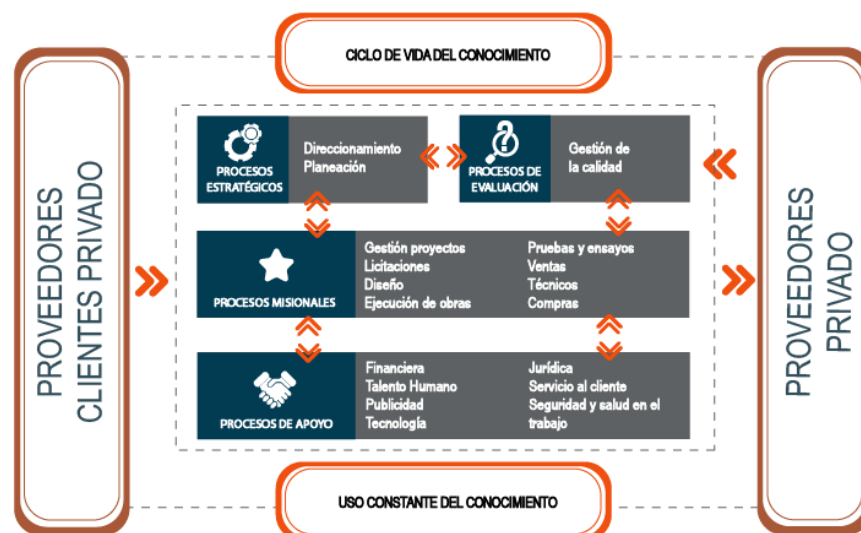 CICLO DE VIDA DEL CONOCIMIENTO
PROVEEDORES
CLIENTES PRIVADO
PROCESOS
ESTRATÉGICOS
Direccionamiento
Planeación
PROCESOS DE
EVALUACIÓN
Gestión de
la calidad
PROCESOS MISIONALES
Gestión proyectos
Licitaciones
Diseño
Ejecución de obras
Pruebas y ensayos
Ventas
Técnicos
Compras
PROCESOS DE APOYO
Financiera
Talento Humano
Publicidad
Tecnología
Jurídica
Servicio al cliente
Seguridad y salud en el
trabajo
PROVEEDORES
PRIVADO
USO CONSTANTE DEL CONOCIMIENTO